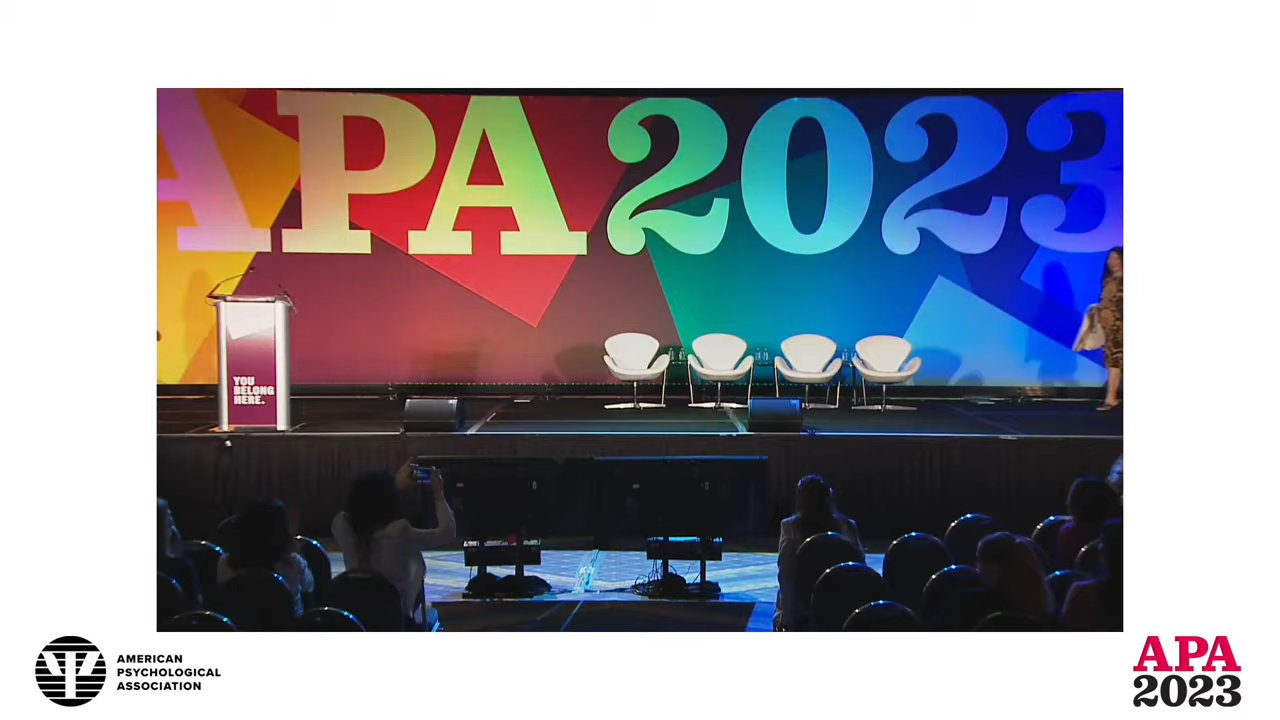 APA 2023
YOU
BELONG
HERE.
AMERICAN
PSYCHOLOGICAL
ASSOCIATION
APA
2023